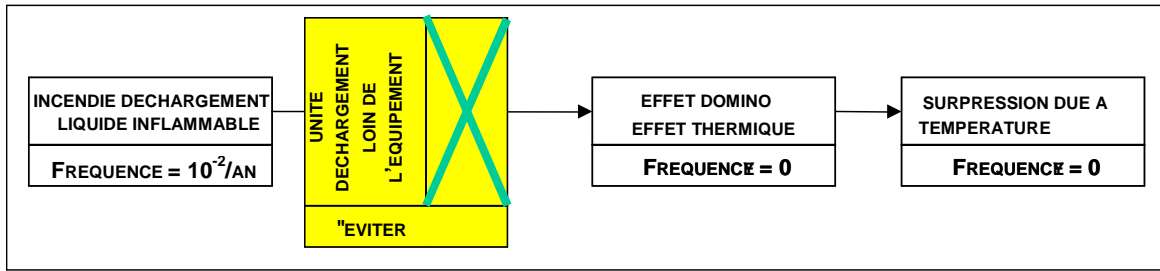 INCENDIE DECHARGEMENT
LIQUIDE INFLAMMABLE
FREQUENCE = 10-2/AN
UNITE
DECHARGEMENT
LOIN DE
L'EQUIPEMENT
"EVITER
EFFET DOMINO
EFFET THERMIQUE
FREQUENCE = 0
SURPRESSION DUE A
TEMPERATURE
FREQUENCE = 0